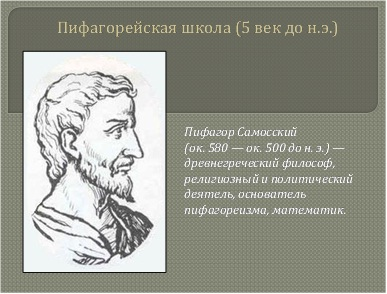 Пифагорейская школа (5 век до н.э.)
Пифагор Самосский
(ок. 580 — ок. 500 до н. э.) —
древнегреческий философ,
религиозный и политический
деятель, основатель
пифагореизма, математик.